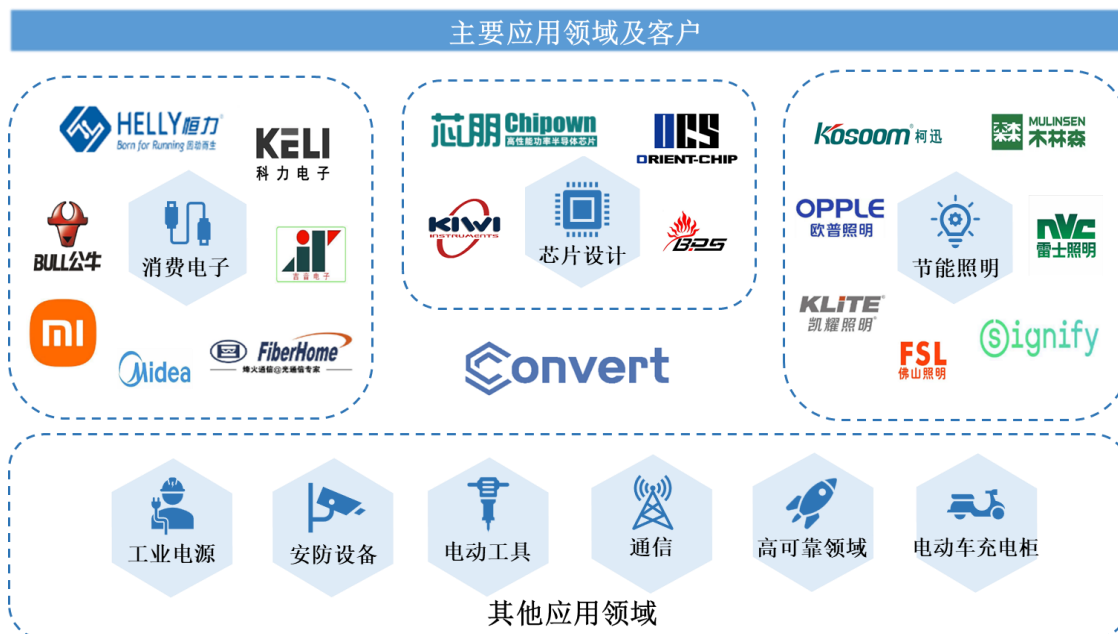 主要应用领域及客户
HELLY恒力
Born for Running 因动而生
KELI
科力电子
BULL公牛
消费电子
吉宙电子
mi
Midea
FiberHome
烽火通信@光通信专家
芯朋 Chipown
高性能功率半导体芯片
OCS
ORIENT-CHIP
KIWI
INSTRUMENTS
芯片设计
BPS
Convert
Kosoom® 柯迅
MULINSEN
木林森
OPPLE
欧普照明
nvc
雷士照明
节能照明
KLiTE®
凯耀照明®
FSL
佛山照明
Signify
工业电源
安防设备
电动工具
通信
高可靠领域
电动车充电柜
其他应用领域